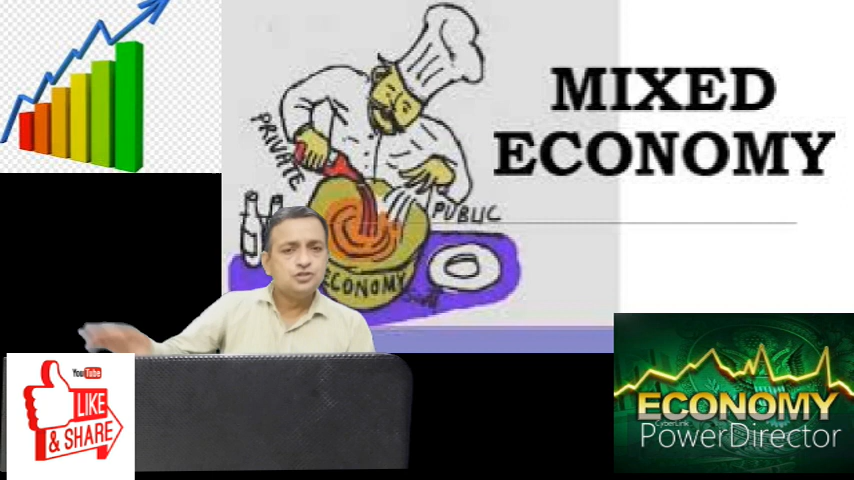 MIXED
ECONOMY
PRIVATE
PUBLIC
ECONOMY
YouTube
LIKE
& SHARE
ECONOMY
CyberLink
PowerDirector